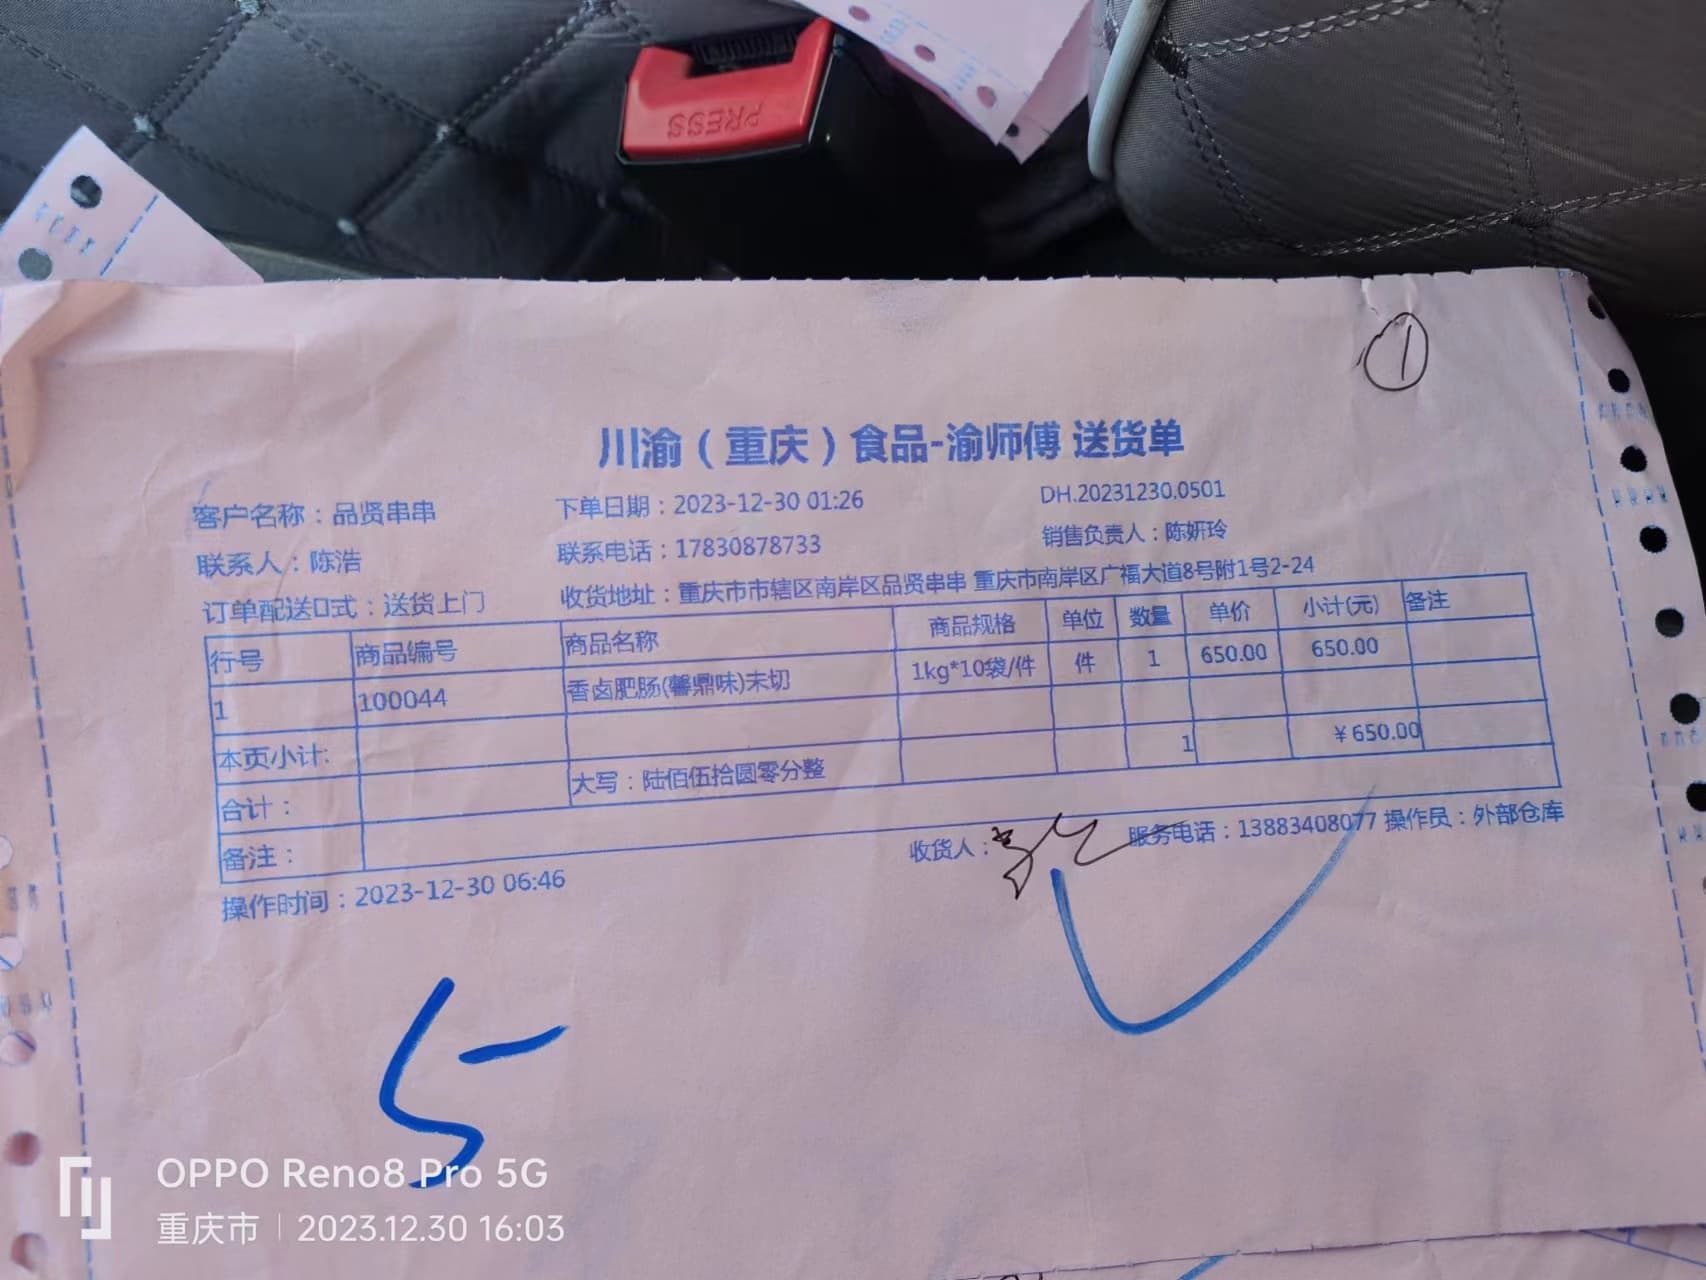 PRESS
①
川渝（重庆）食品-渝师傅 送货单
客户名称：品贤串串 下单日期：2023-12-30 01:26 DH.20231230.0501
联系人：陈浩 联系电话：17830878733 销售负责人：陈妍玲
订单配送口式：送货上门 收货地址：重庆市市辖区南岸区品贤串串 重庆市南岸区广福大道8号附1号2-24
行号 商品编号 商品名称 商品规格 单位 数量 单价 小计(元) 备注
1 100044 香卤肥肠(馨鼎味)未切 1kg*10袋/件 件 1 650.00 650.00
本页小计: 1 ￥650.00
合计： 大写：陆佰伍拾圆零分整
备注：
操作时间：2023-12-30 06:46 收货人： 服务电话：13883408077 操作员：外部仓库
5
OPPO Reno8 Pro 5G
重庆市 | 2023.12.30 16:03